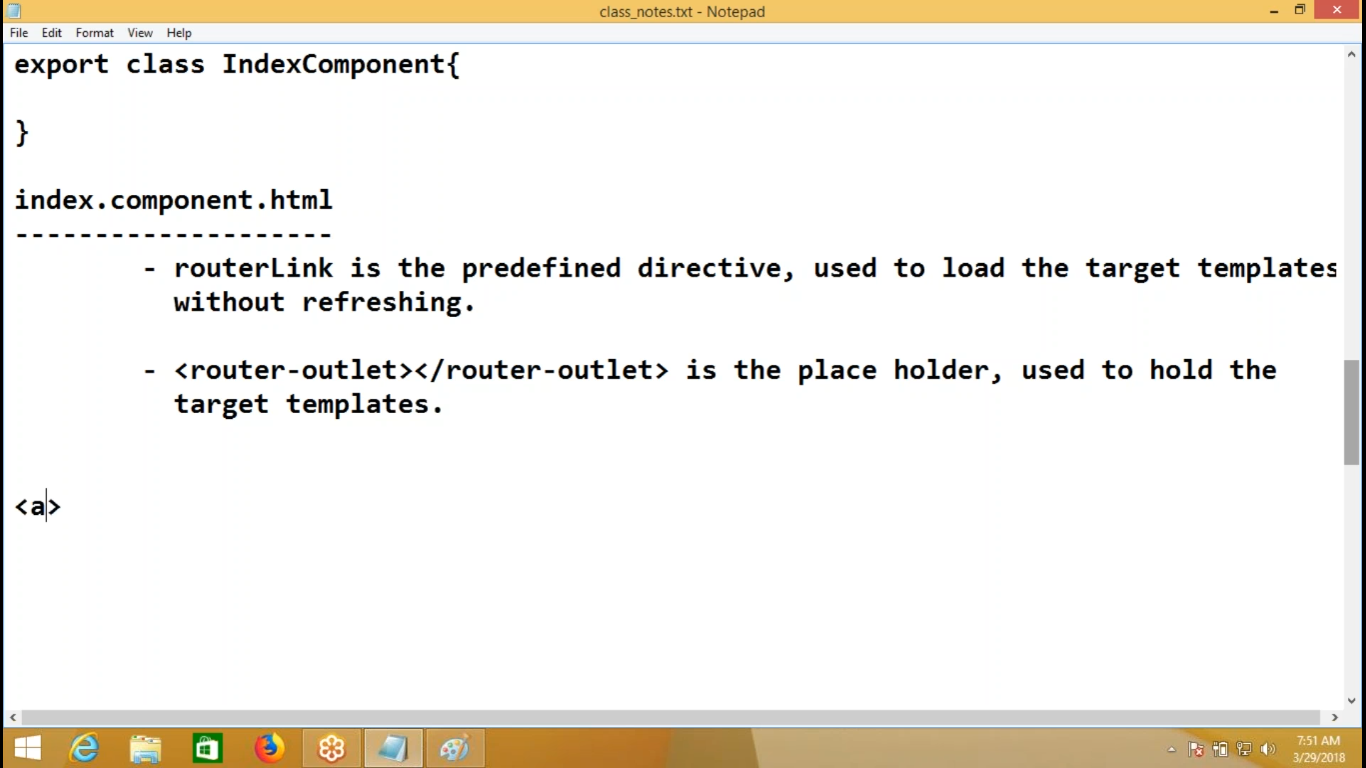 class_notes.txt - Notepad
File Edit Format View Help
export class IndexComponent{
}
index.component.html
--------------------
- routerLink is the predefined directive, used to load the target templates
without refreshing.
- <router-outlet></router-outlet> is the place holder, used to hold the
target templates.
<a>
7:51 AM
3/29/2018